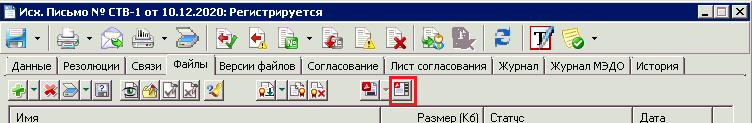 Исх. Письмо № СТВ-1 от 10.12.2020: Регистрируется
Данные Резолюции Связи Файлы Версии файлов Согласование Лист согласования Журнал Журнал МЭДО История
Имя Размер (Кб) Статус Дата